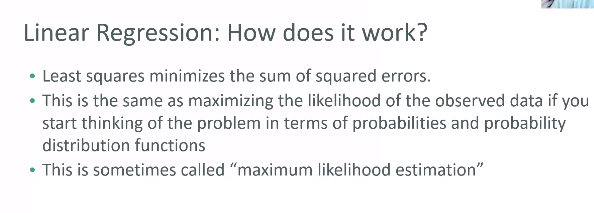 Linear Regression: How does it work?
• Least squares minimizes the sum of squared errors.
• This is the same as maximizing the likelihood of the observed data if you
start thinking of the problem in terms of probabilities and probability
distribution functions
• This is sometimes called “maximum likelihood estimation”